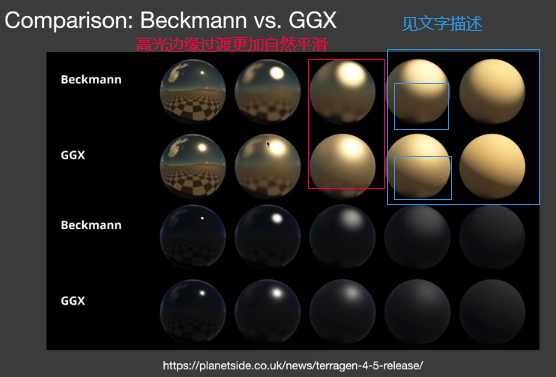 Comparison: Beckmann vs. GGX
见文字描述
高光边缘过渡更加自然平滑
Beckmann
GGX
Beckmann
GGX
https://planetside.co.uk/news/terragen-4-5-release/